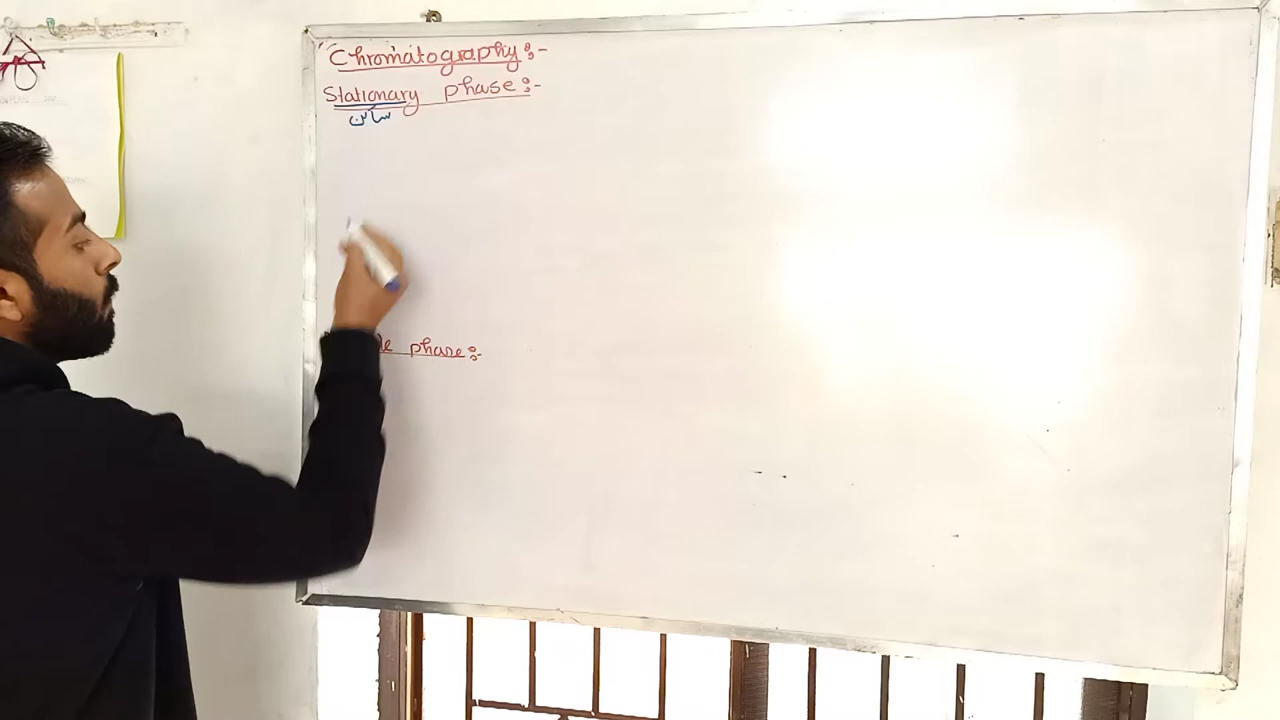 Chromatography:-
Stationary phase:-
ساکن
phase:-